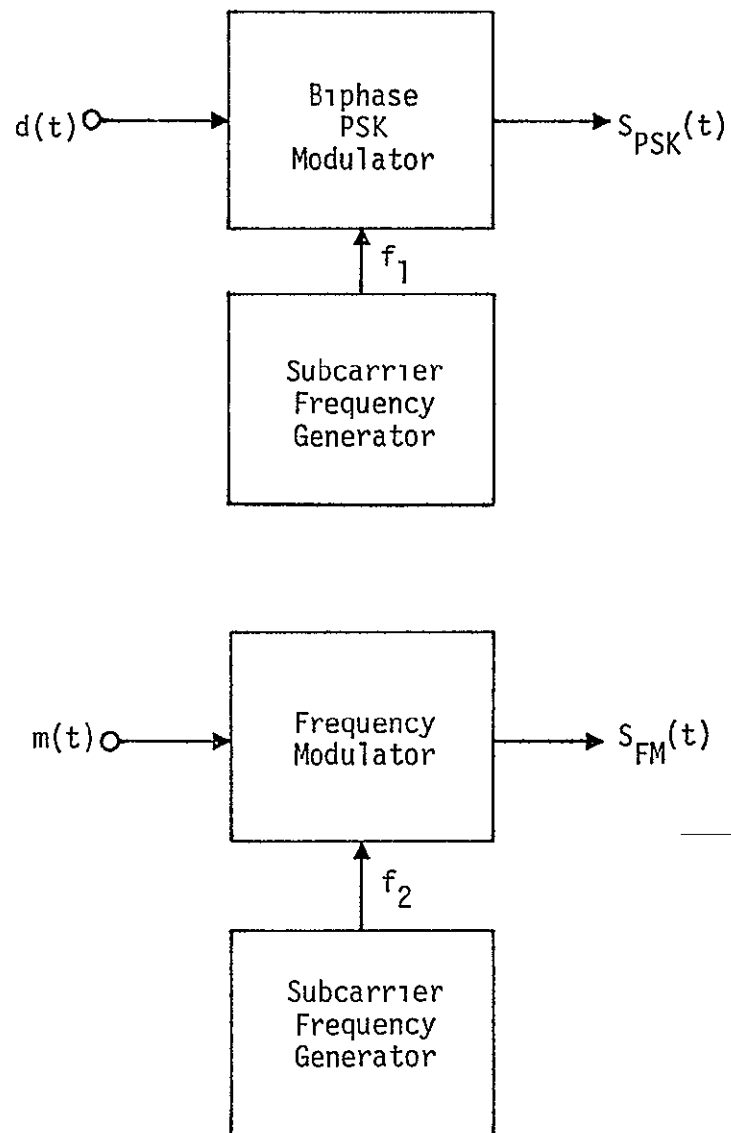 Biphase
PSK
Modulator
d(t)
S_PSK(t)
f_1
Subcarrier
Frequency
Generator
Frequency
Modulator
m(t)
S_FM(t)
f_2
Subcarrier
Frequency
Generator